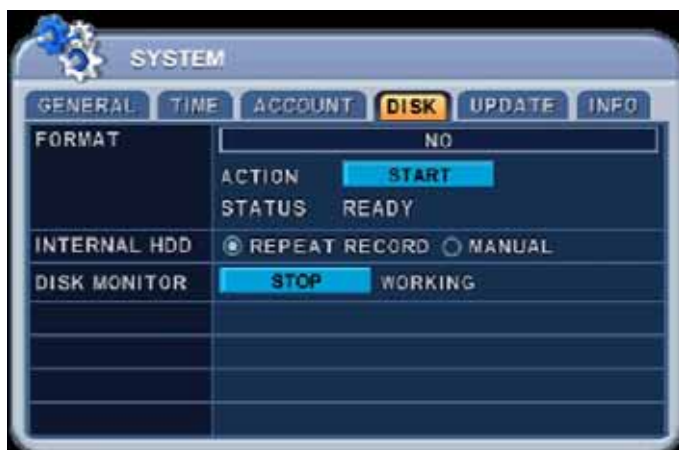 SYSTEM
GENERAL TIME ACCOUNT DISK UPDATE INFO
FORMAT NO
ACTION START
STATUS READY
INTERNAL HDD REPEAT RECORD MANUAL
DISK MONITOR STOP WORKING